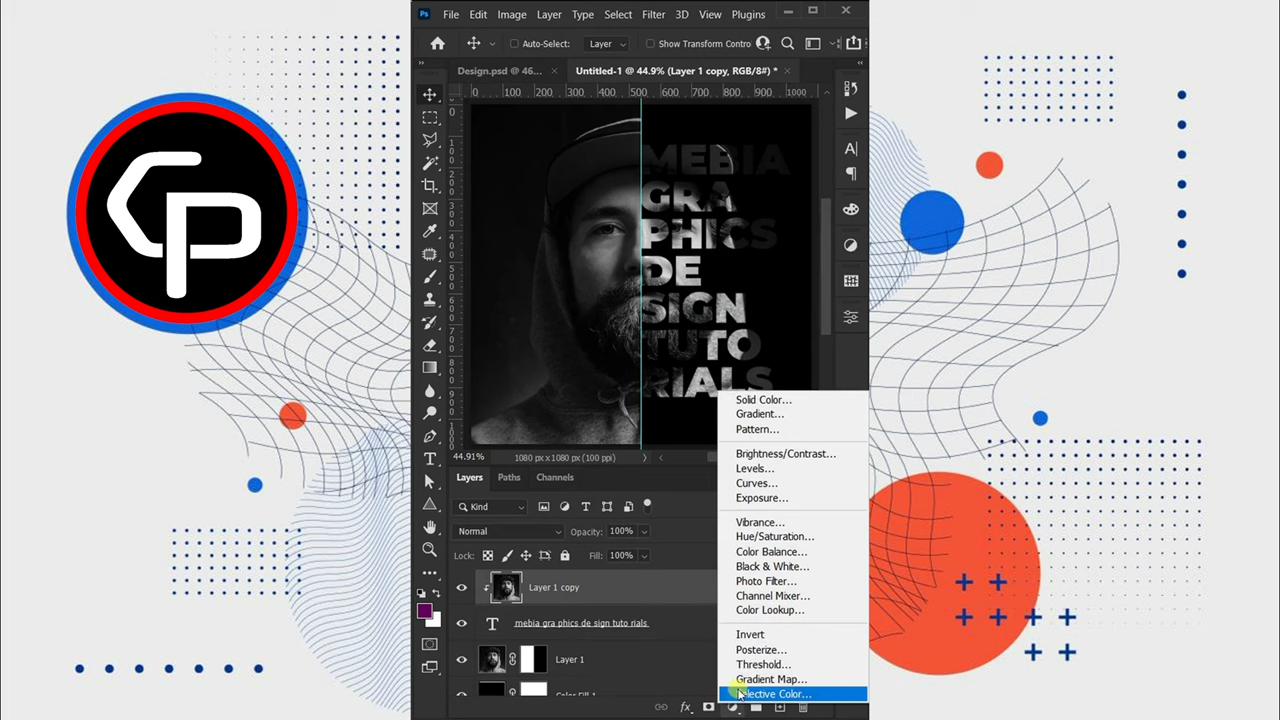 Ps File Edit Image Layer Type Select Filter 3D View Plugins
Auto-Select: Layer Show Transform Contro
Design.psd @ 46... Untitled-1 @ 44.9% (Layer 1 copy, RGB/8#) *
0 100 200 300 400 500 600 700 800 900 1000
MEBIA
GRA
PHICS
DE
SIGN
TUTO
RIALS
CP
44.91% 1080 px x 1080 px (100 ppi)
Layers Paths Channels
Kind
Normal Opacity: 100%
Lock: Fill: 100%
Layer 1 copy
mebia gra phics de sign tuto rials
Layer 1
Color Fill 1
fx
Solid Color...
Gradient...
Pattern...
Brightness/Contrast...
Levels...
Curves...
Exposure...
Vibrance...
Hue/Saturation...
Color Balance...
Black & White...
Photo Filter...
Channel Mixer...
Color Lookup...
Invert
Posterize...
Threshold...
Gradient Map...
Selective Color...